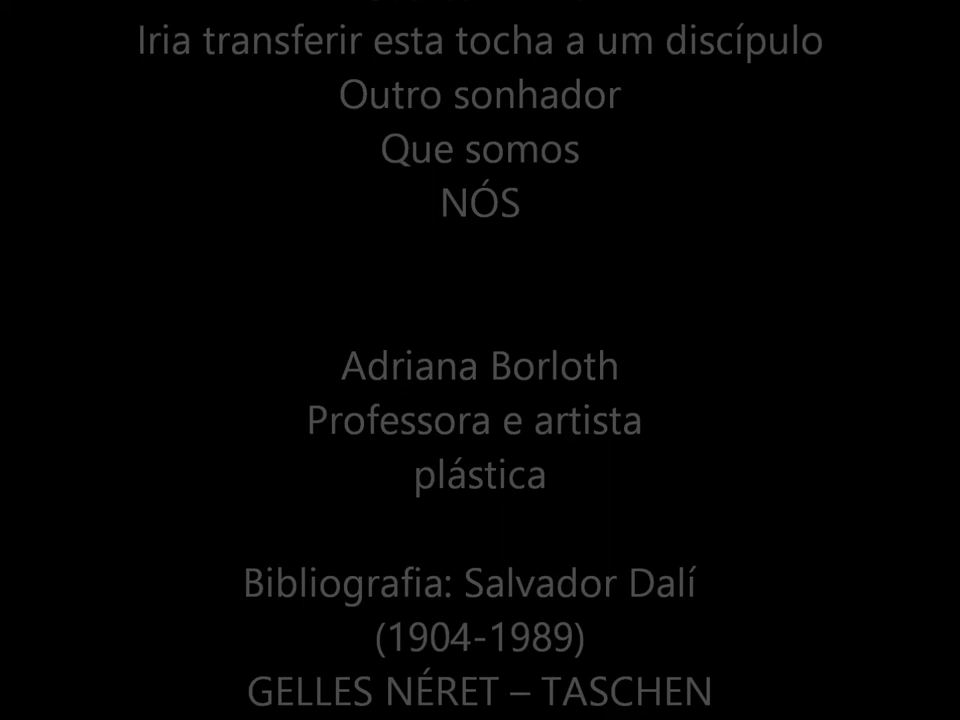 Iria transferir esta tocha a um discípulo
Outro sonhador
Que somos
NÓS
Adriana Borloth
Professora e artista
plástica
Bibliografia: Salvador Dalí
(1904-1989)
GELLES NÉRET – TASCHEN